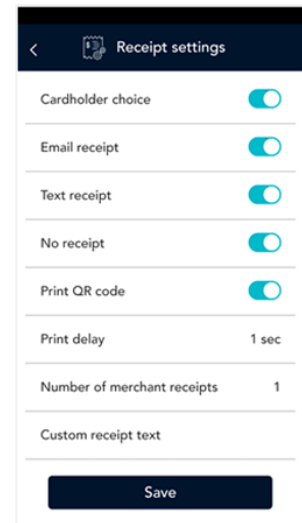 Receipt settings
Cardholder choice
Email receipt
Text receipt
No receipt
Print QR code
Print delay 1 sec
Number of merchant receipts 1
Custom receipt text
Save